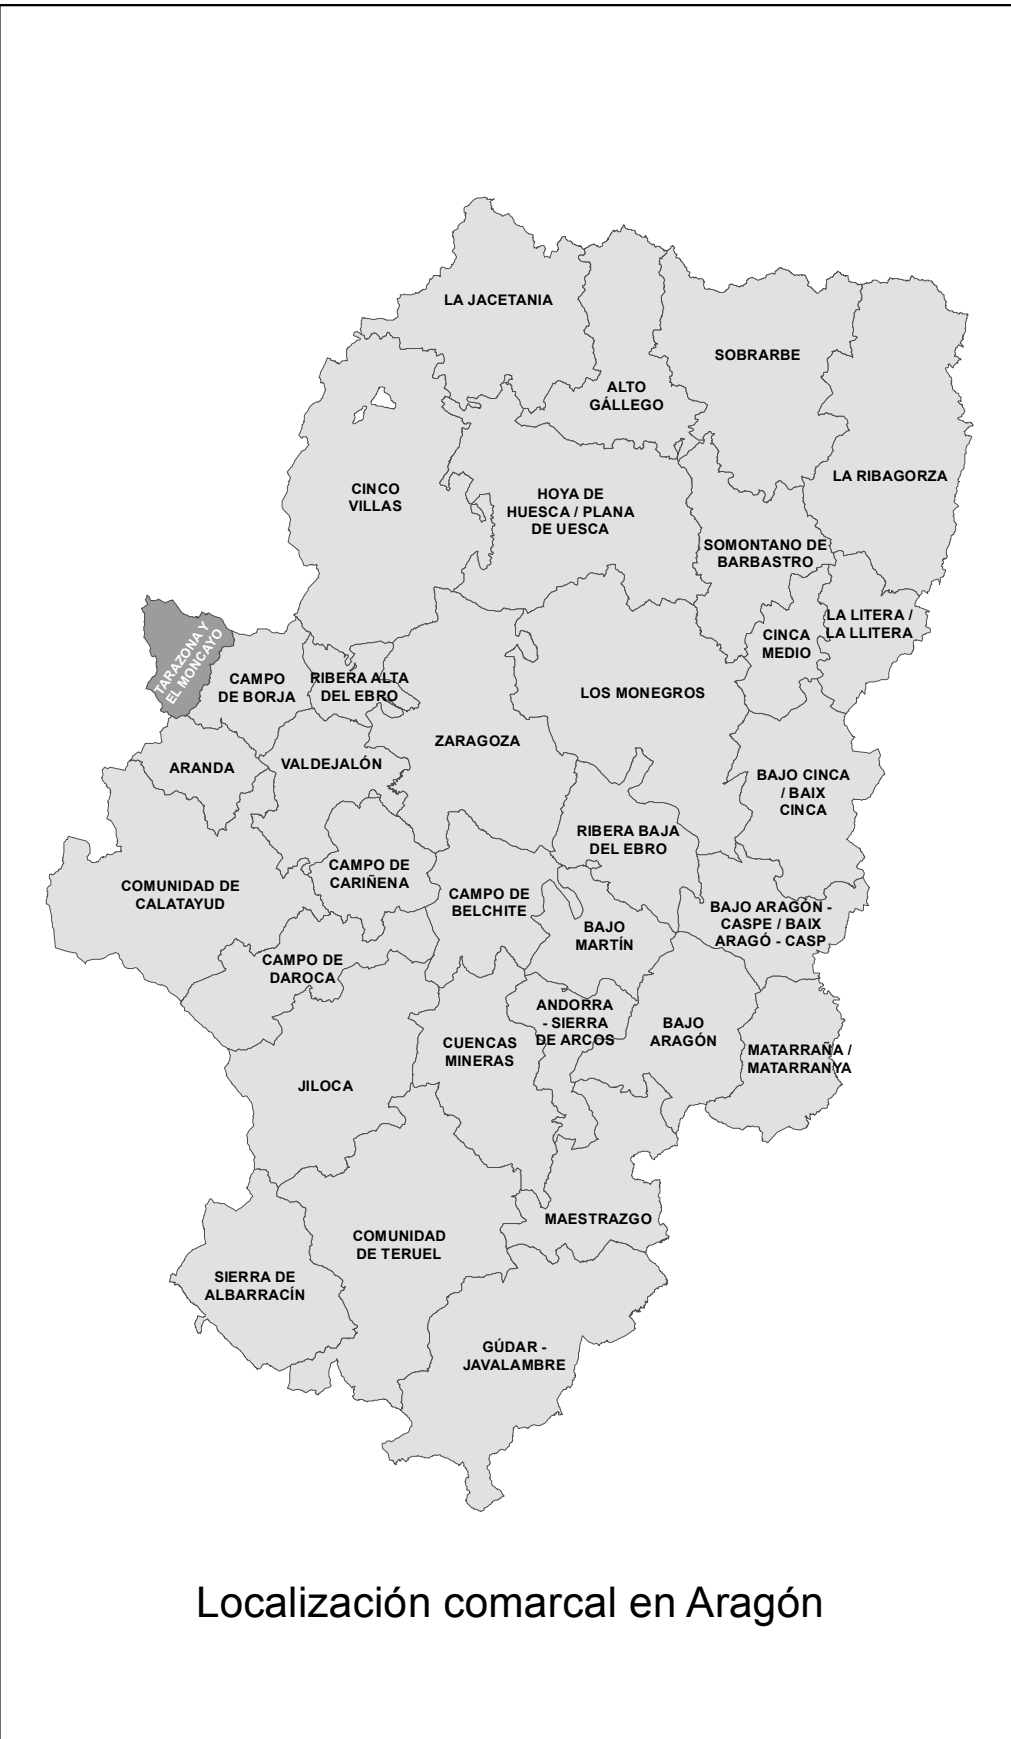 LA JACETANIA
SOBRARBE
ALTO
GÁLLEGO
LA RIBAGORZA
CINCO
VILLAS
HOYA DE
HUESCA / PLANA
DE UESCA
SOMONTANO DE
BARBASTRO
LA LITERA /
LA LLITERA
CINCA
MEDIO
TARAZONA Y
EL MONCAYO
CAMPO
DE BORJA
RIBERA ALTA
DEL EBRO
LOS MONEGROS
ZARAGOZA
ARANDA
VALDEJALÓN
BAJO CINCA
/ BAIX
CINCA
RIBERA BAJA
DEL EBRO
CAMPO DE
CARIÑENA
COMUNIDAD DE
CALATAYUD
CAMPO DE
BELCHITE
BAJO ARAGÓN -
CASPE / BAIX
ARAGÓ - CASP
BAJO
MARTÍN
CAMPO DE
DAROCA
ANDORRA
- SIERRA
DE ARCOS
BAJO
ARAGÓN
CUENCAS
MINERAS
MATARRAÑA /
MATARRANYA
JILOCA
MAESTRAZGO
COMUNIDAD
DE TERUEL
SIERRA DE
ALBARRACÍN
GÚDAR -
JAVALAMBRE
Localización comarcal en Aragón